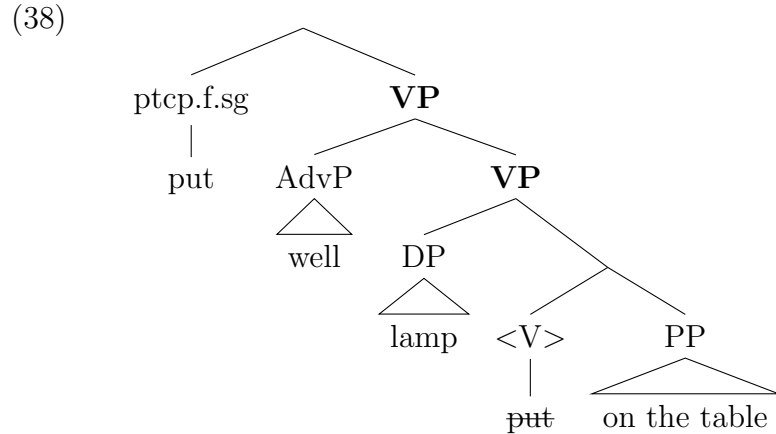 (38)
ptcp.f.sg VP
put AdvP VP
well DP
lamp <V> PP
put on the table